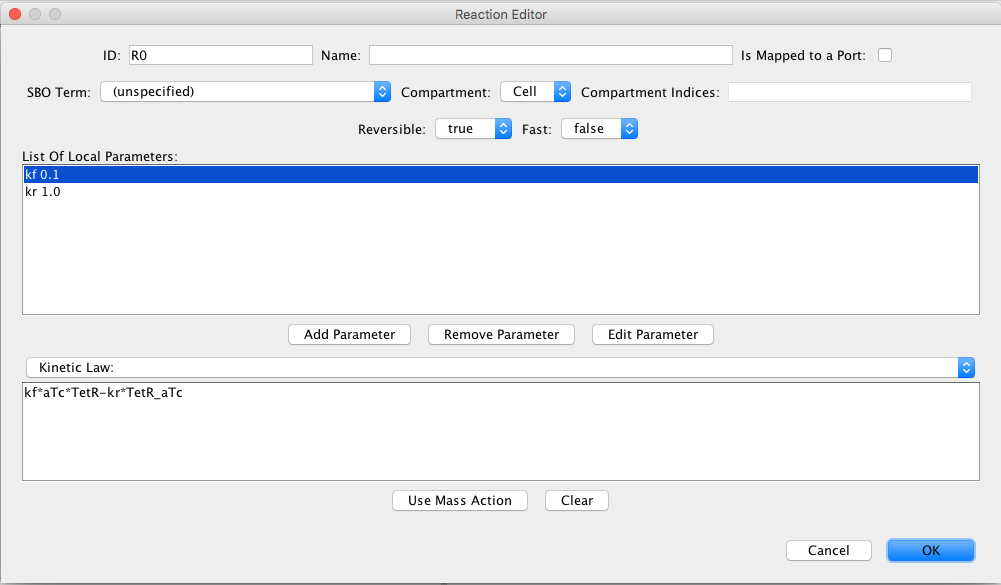 Reaction Editor
ID: R0 Name: Is Mapped to a Port:
SBO Term: (unspecified) Compartment: Cell Compartment Indices:
Reversible: true Fast: false
List Of Local Parameters:
kf 0.1
kr 1.0
Add Parameter Remove Parameter Edit Parameter
Kinetic Law:
kf*aTc*TetR-kr*TetR_aTc
Use Mass Action Clear
Cancel OK